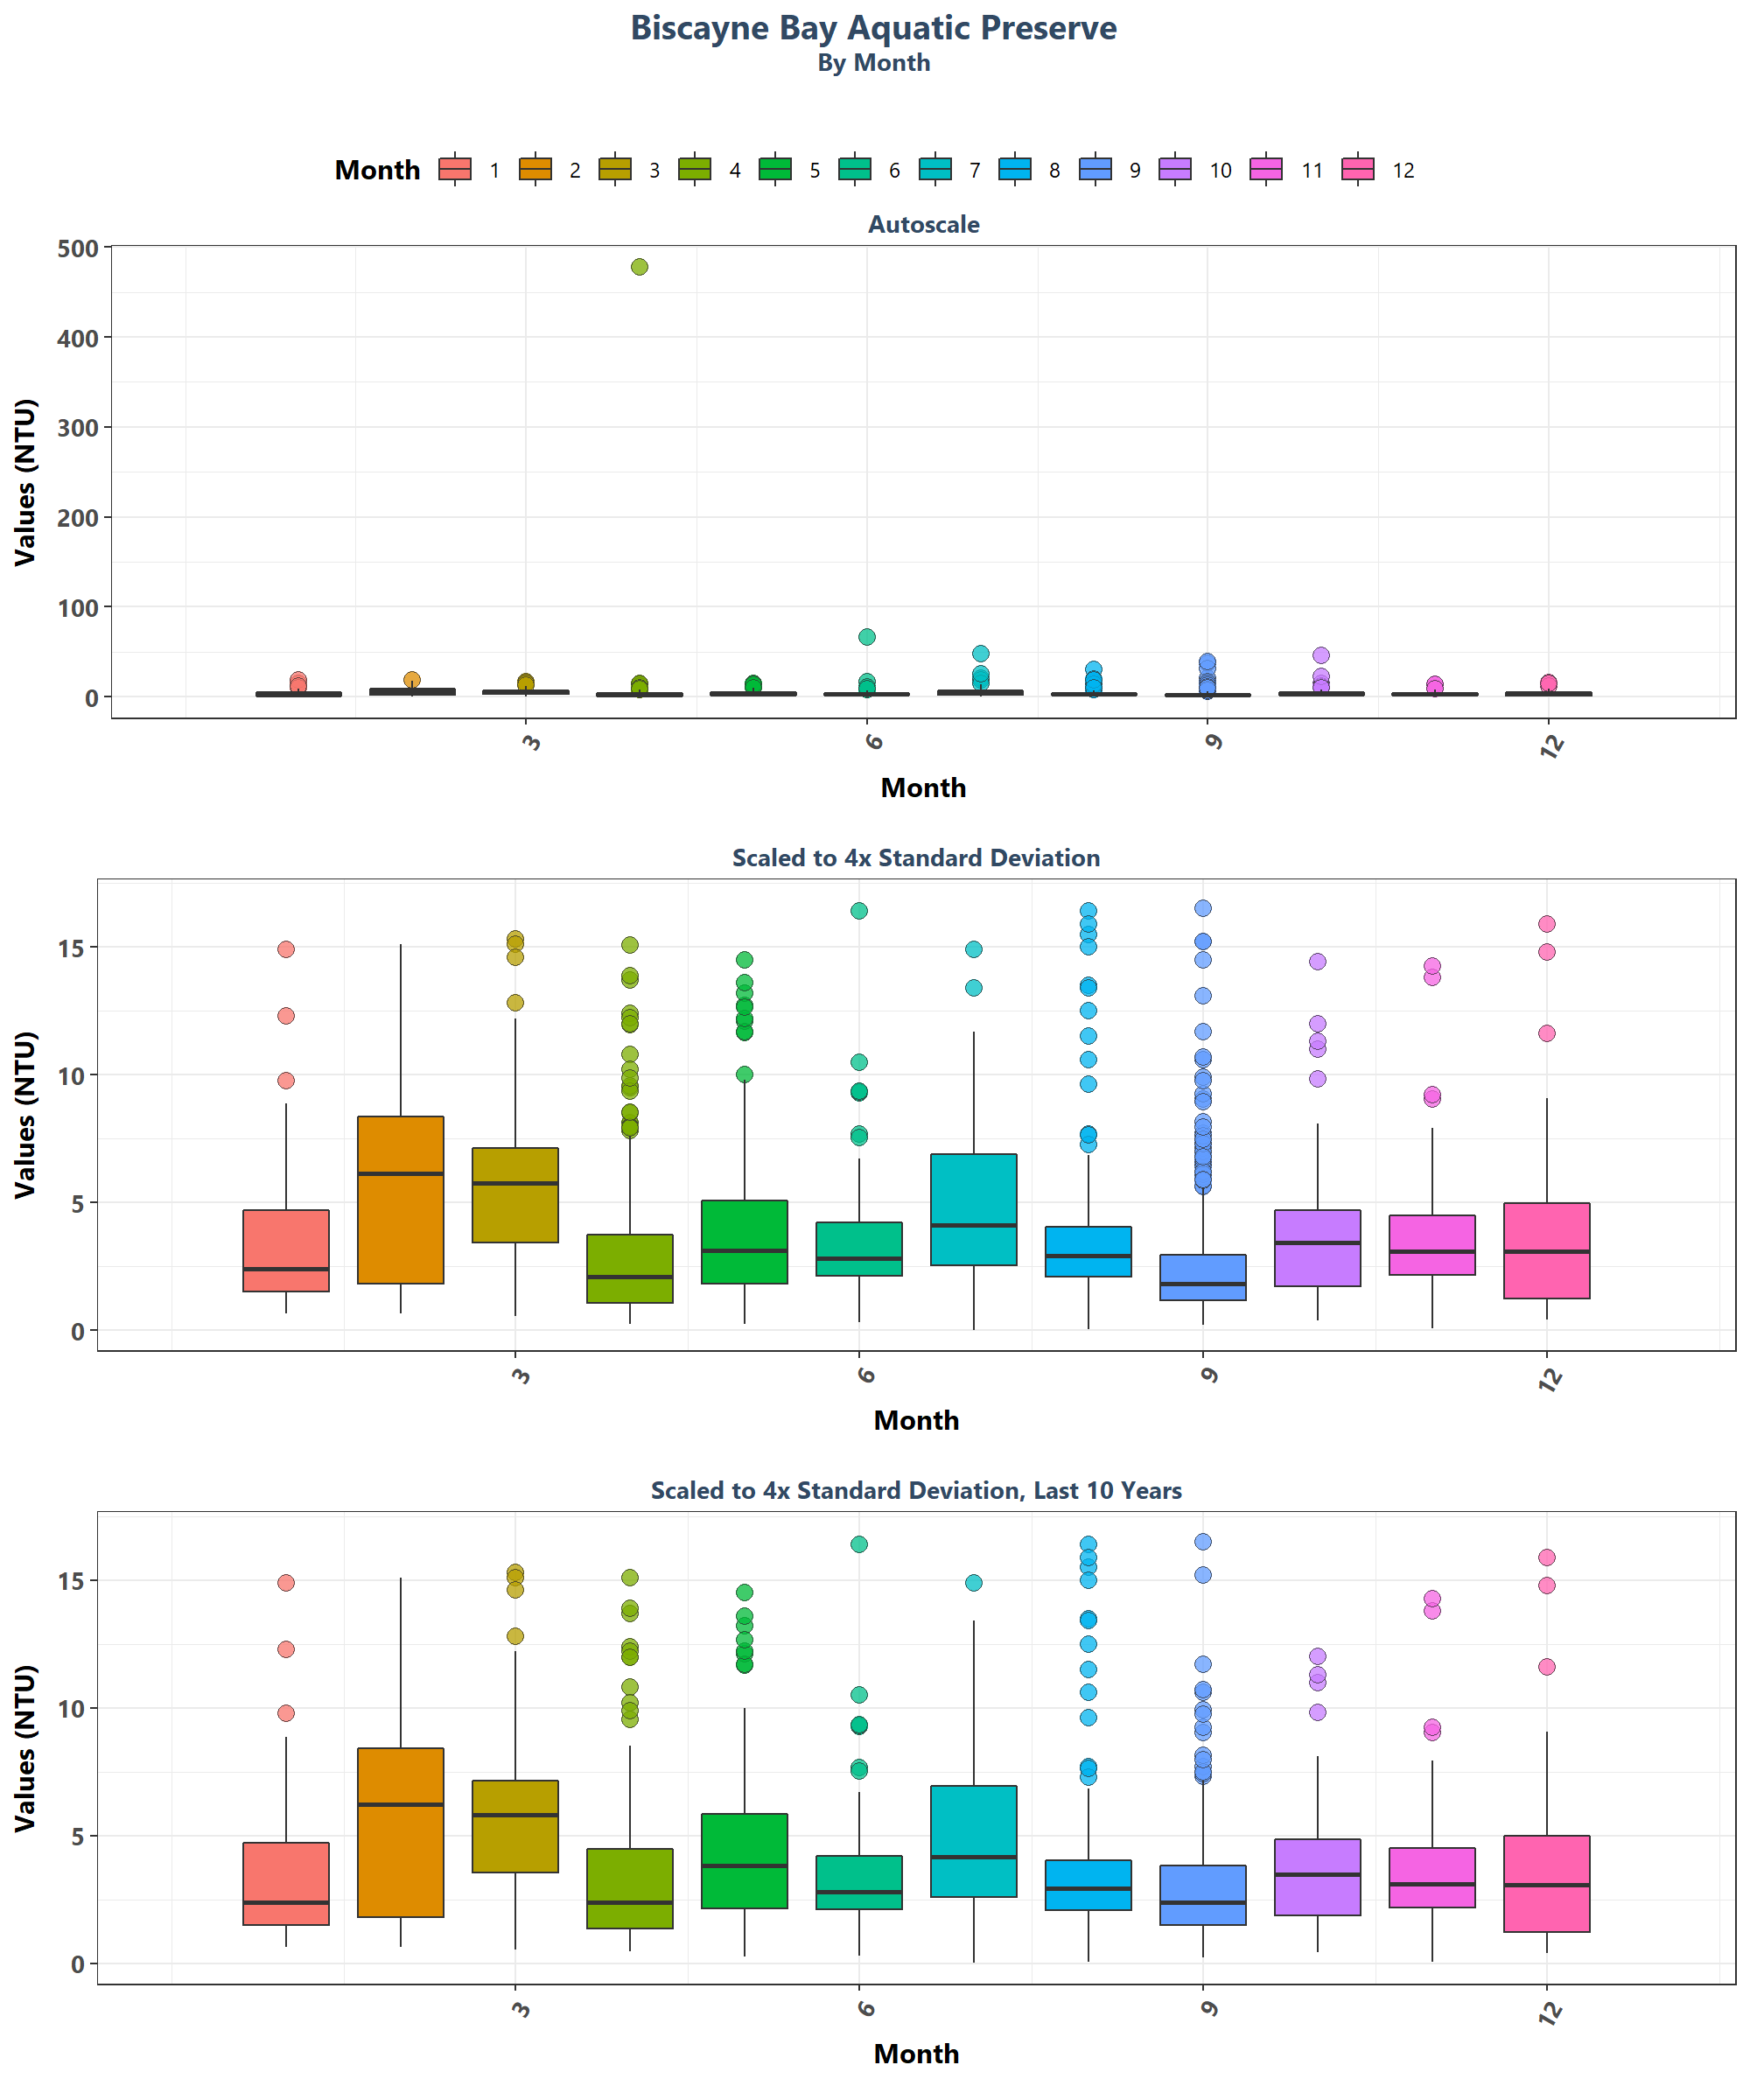 Biscayne Bay Aquatic Preserve
By Month
Month 1 2 3 4 5 6 7 8 9 10 11 12
Autoscale
Values (NTU)
500
400
300
200
100
0
3 6 9 12
Month
Scaled to 4x Standard Deviation
Values (NTU)
15
10
5
0
3 6 9 12
Month
Scaled to 4x Standard Deviation, Last 10 Years
Values (NTU)
15
10
5
0
3 6 9 12
Month